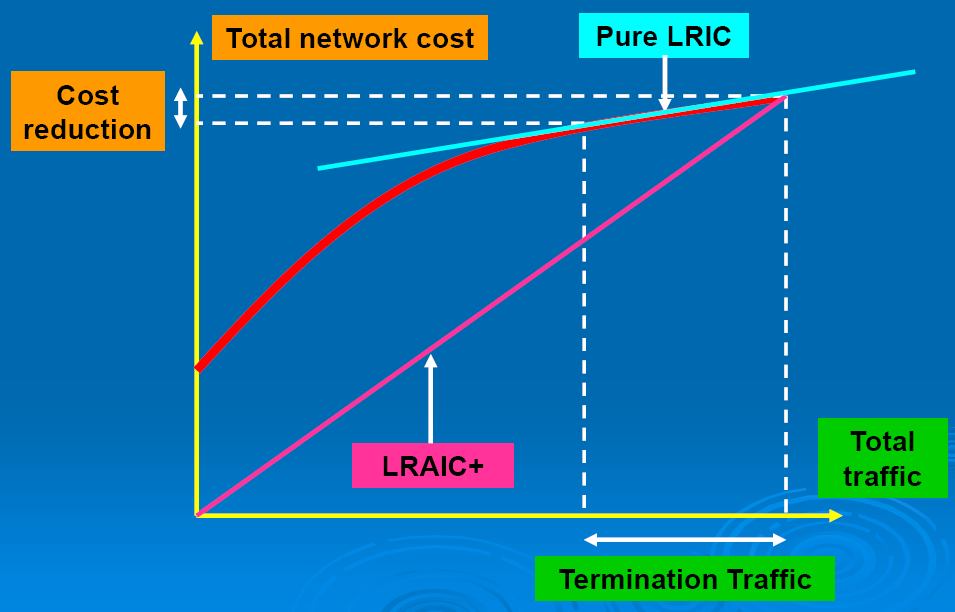 Total network cost
Pure LRIC
Cost
reduction
LRAIC+
Total
traffic
Termination Traffic